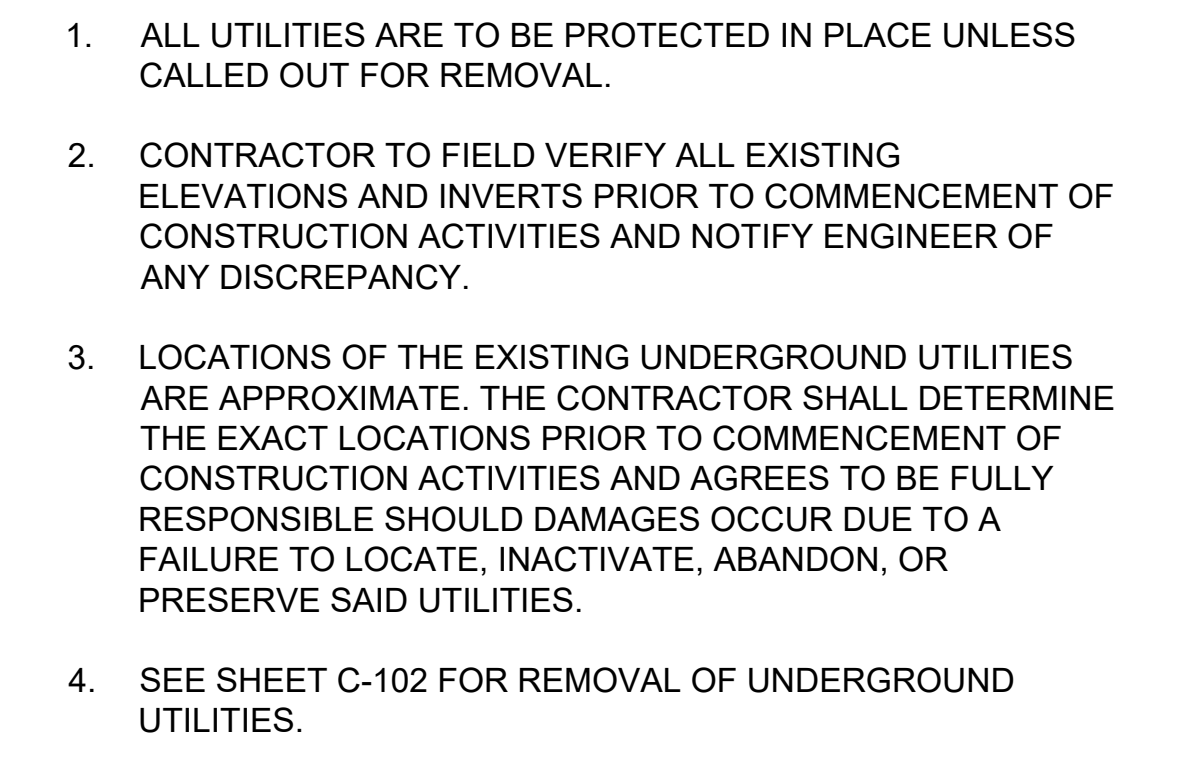 1. ALL UTILITIES ARE TO BE PROTECTED IN PLACE UNLESS
CALLED OUT FOR REMOVAL.
2. CONTRACTOR TO FIELD VERIFY ALL EXISTING
ELEVATIONS AND INVERTS PRIOR TO COMMENCEMENT OF
CONSTRUCTION ACTIVITIES AND NOTIFY ENGINEER OF
ANY DISCREPANCY.
3. LOCATIONS OF THE EXISTING UNDERGROUND UTILITIES
ARE APPROXIMATE. THE CONTRACTOR SHALL DETERMINE
THE EXACT LOCATIONS PRIOR TO COMMENCEMENT OF
CONSTRUCTION ACTIVITIES AND AGREES TO BE FULLY
RESPONSIBLE SHOULD DAMAGES OCCUR DUE TO A
FAILURE TO LOCATE, INACTIVATE, ABANDON, OR
PRESERVE SAID UTILITIES.
4. SEE SHEET C-102 FOR REMOVAL OF UNDERGROUND
UTILITIES.